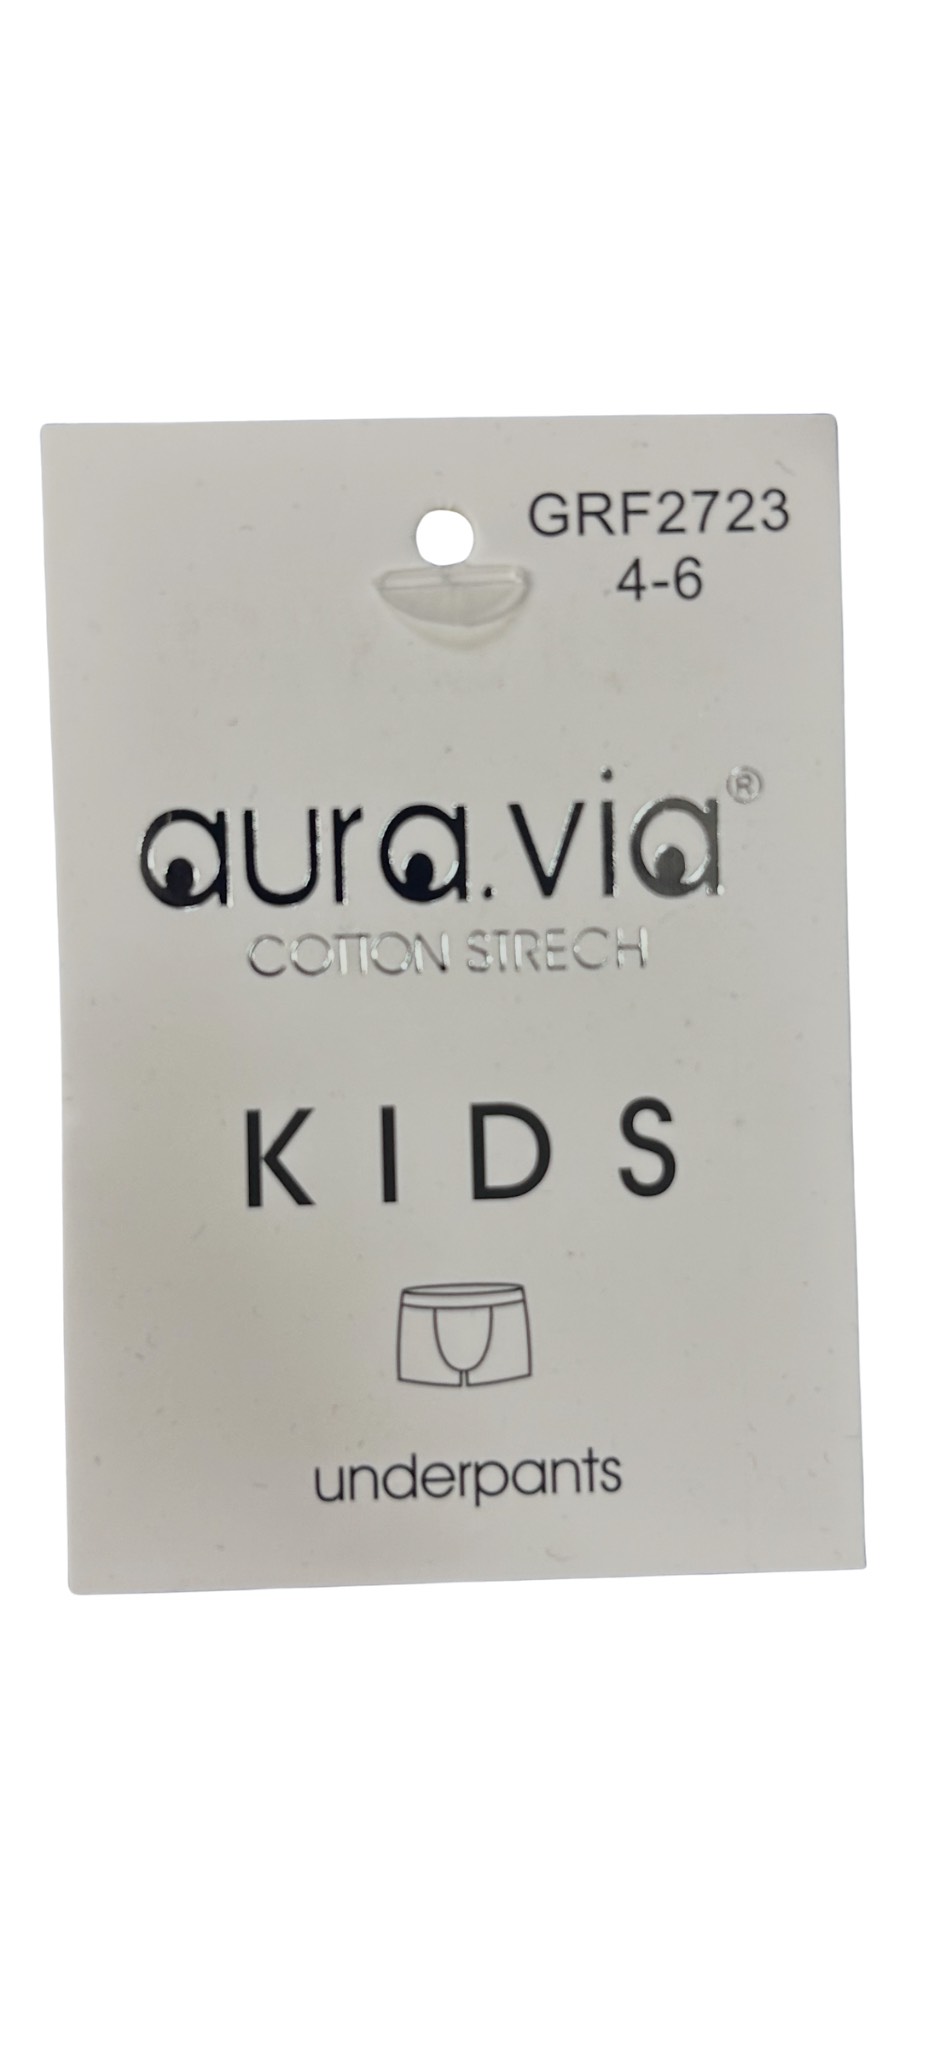 GRF2723
4-6
aura.via®
COTTON STRECH
KIDS
underpants